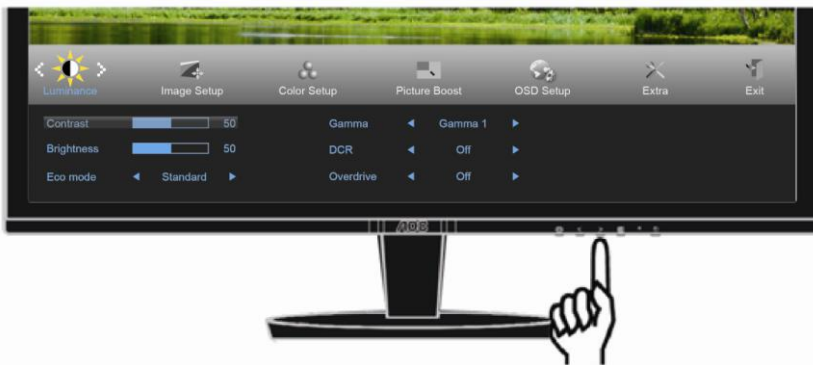 Luminance Image Setup Color Setup Picture Boost OSD Setup Extra Exit
Contrast 50 Gamma Gamma 1
Brightness 50 DCR Off
Eco mode Standard Overdrive Off
AOC